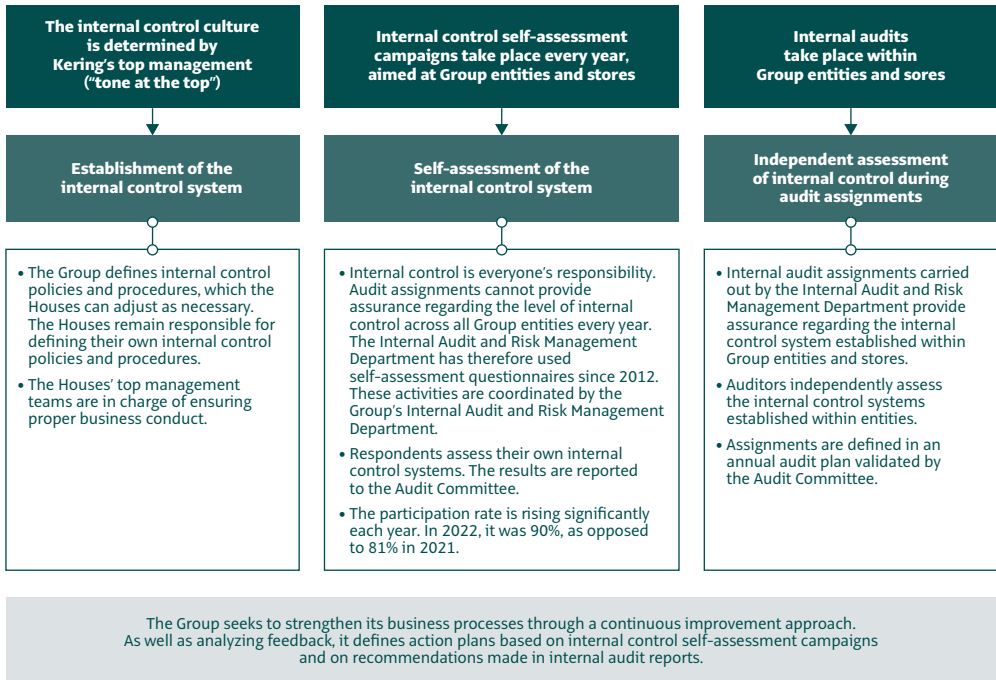 The internal control culture
is determined by
Kering's top management
(“tone at the top”)
Establishment of the
internal control system
• The Group defines internal control
policies and procedures, which the
Houses can adjust as necessary.
The Houses remain responsible for
defining their own internal control
policies and procedures.
• The Houses' top management
teams are in charge of ensuring
proper business conduct.
Internal control self-assessment
campaigns take place every year,
aimed at Group entities and stores
Self-assessment of the
internal control system
• Internal control is everyone's responsibility.
Audit assignments cannot provide
assurance regarding the level of internal
control across all Group entities every year.
The Internal Audit and Risk Management
Department has therefore used
self-assessment questionnaires since 2012.
These activities are coordinated by the
Group's Internal Audit and Risk Management
Department.
• Respondents assess their own internal
control systems. The results are reported
to the Audit Committee.
• The participation rate is rising significantly
each year. In 2022, it was 90%, as opposed
to 81% in 2021.
Internal audits
take place within
Group entities and sores
Independent assessment
of internal control during
audit assignments
• Internal audit assignments carried
out by the Internal Audit and Risk
Management Department provide
assurance regarding the internal
control system established within
Group entities and stores.
• Auditors independently assess
the internal control systems
established within entities.
• Assignments are defined in an
annual audit plan validated by
the Audit Committee.
The Group seeks to strengthen its business processes through a continuous improvement approach.
As well as analyzing feedback, it defines action plans based on internal control self-assessment campaigns
and on recommendations made in internal audit reports.